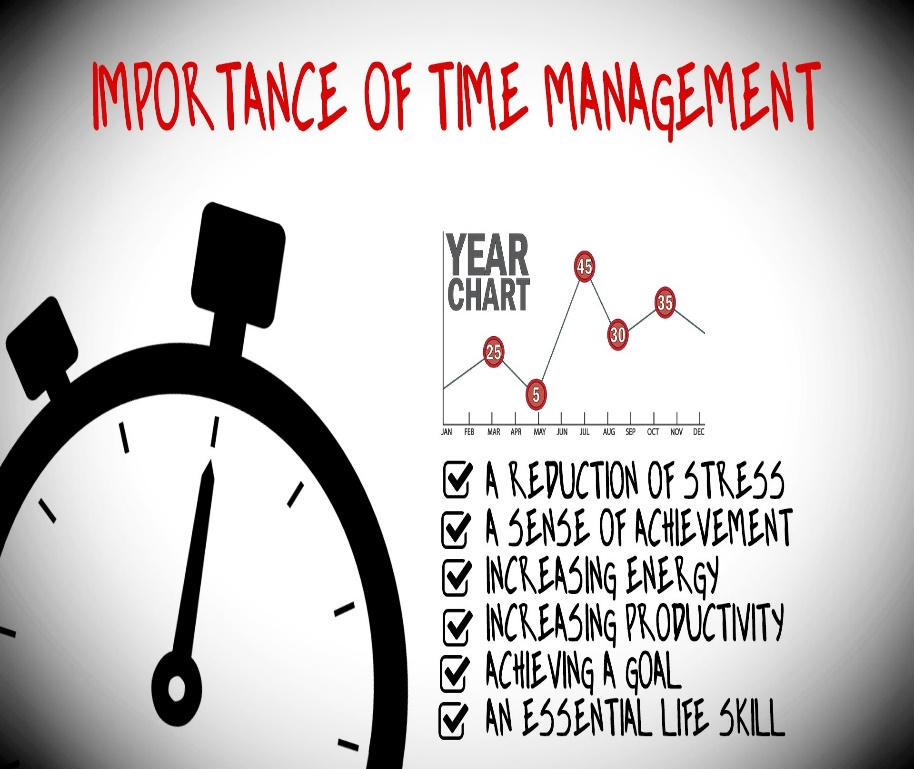 IMPORTANCE OF TIME MANAGEMENT
YEAR
CHART
45
35
30
25
5
JAN FEB MAR APR MAY JUN JUL AUG SEP OCT NOV DEC
A REDUCTION OF STRESS
A SENSE OF ACHIEVEMENT
INCREASING ENERGY
INCREASING PRODUCTIVITY
ACHIEVING A GOAL
AN ESSENTIAL LIFE SKILL